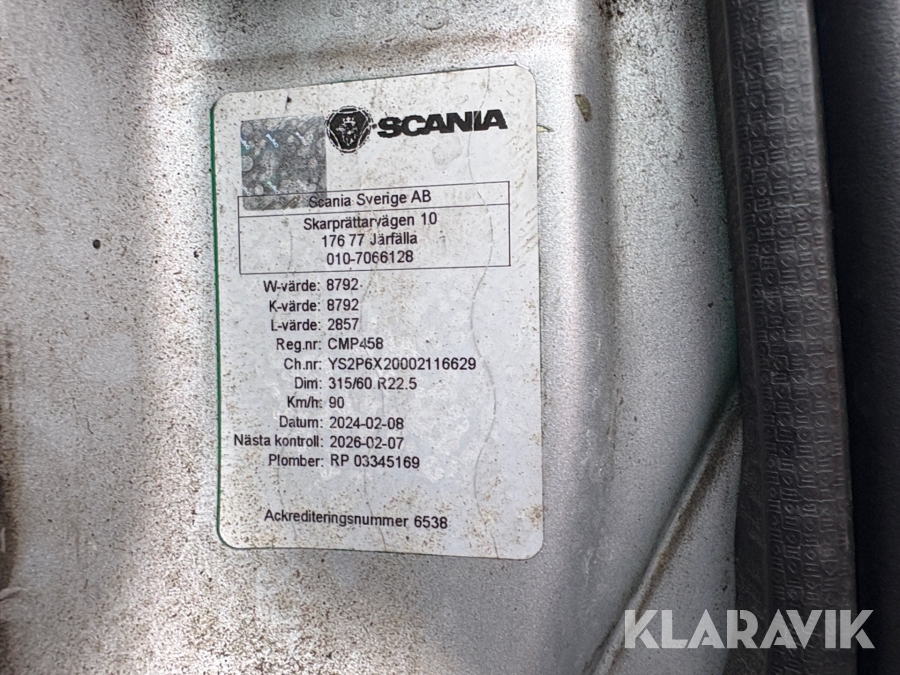 SCANIA
Scania Sverige AB
Skarprättarvägen 10
176 77 Järfälla
010-7066128
W-värde: 8792
K-värde: 8792
L-värde: 2857
Reg.nr: CMP458
Ch.nr: YS2P6X20002116629
Dim: 315/60 R22.5
Km/h: 90
Datum: 2024-02-08
Nästa kontroll: 2026-02-07
Plomber: RP 03345169
Ackrediteringsnummer 6538
KLARAVIK